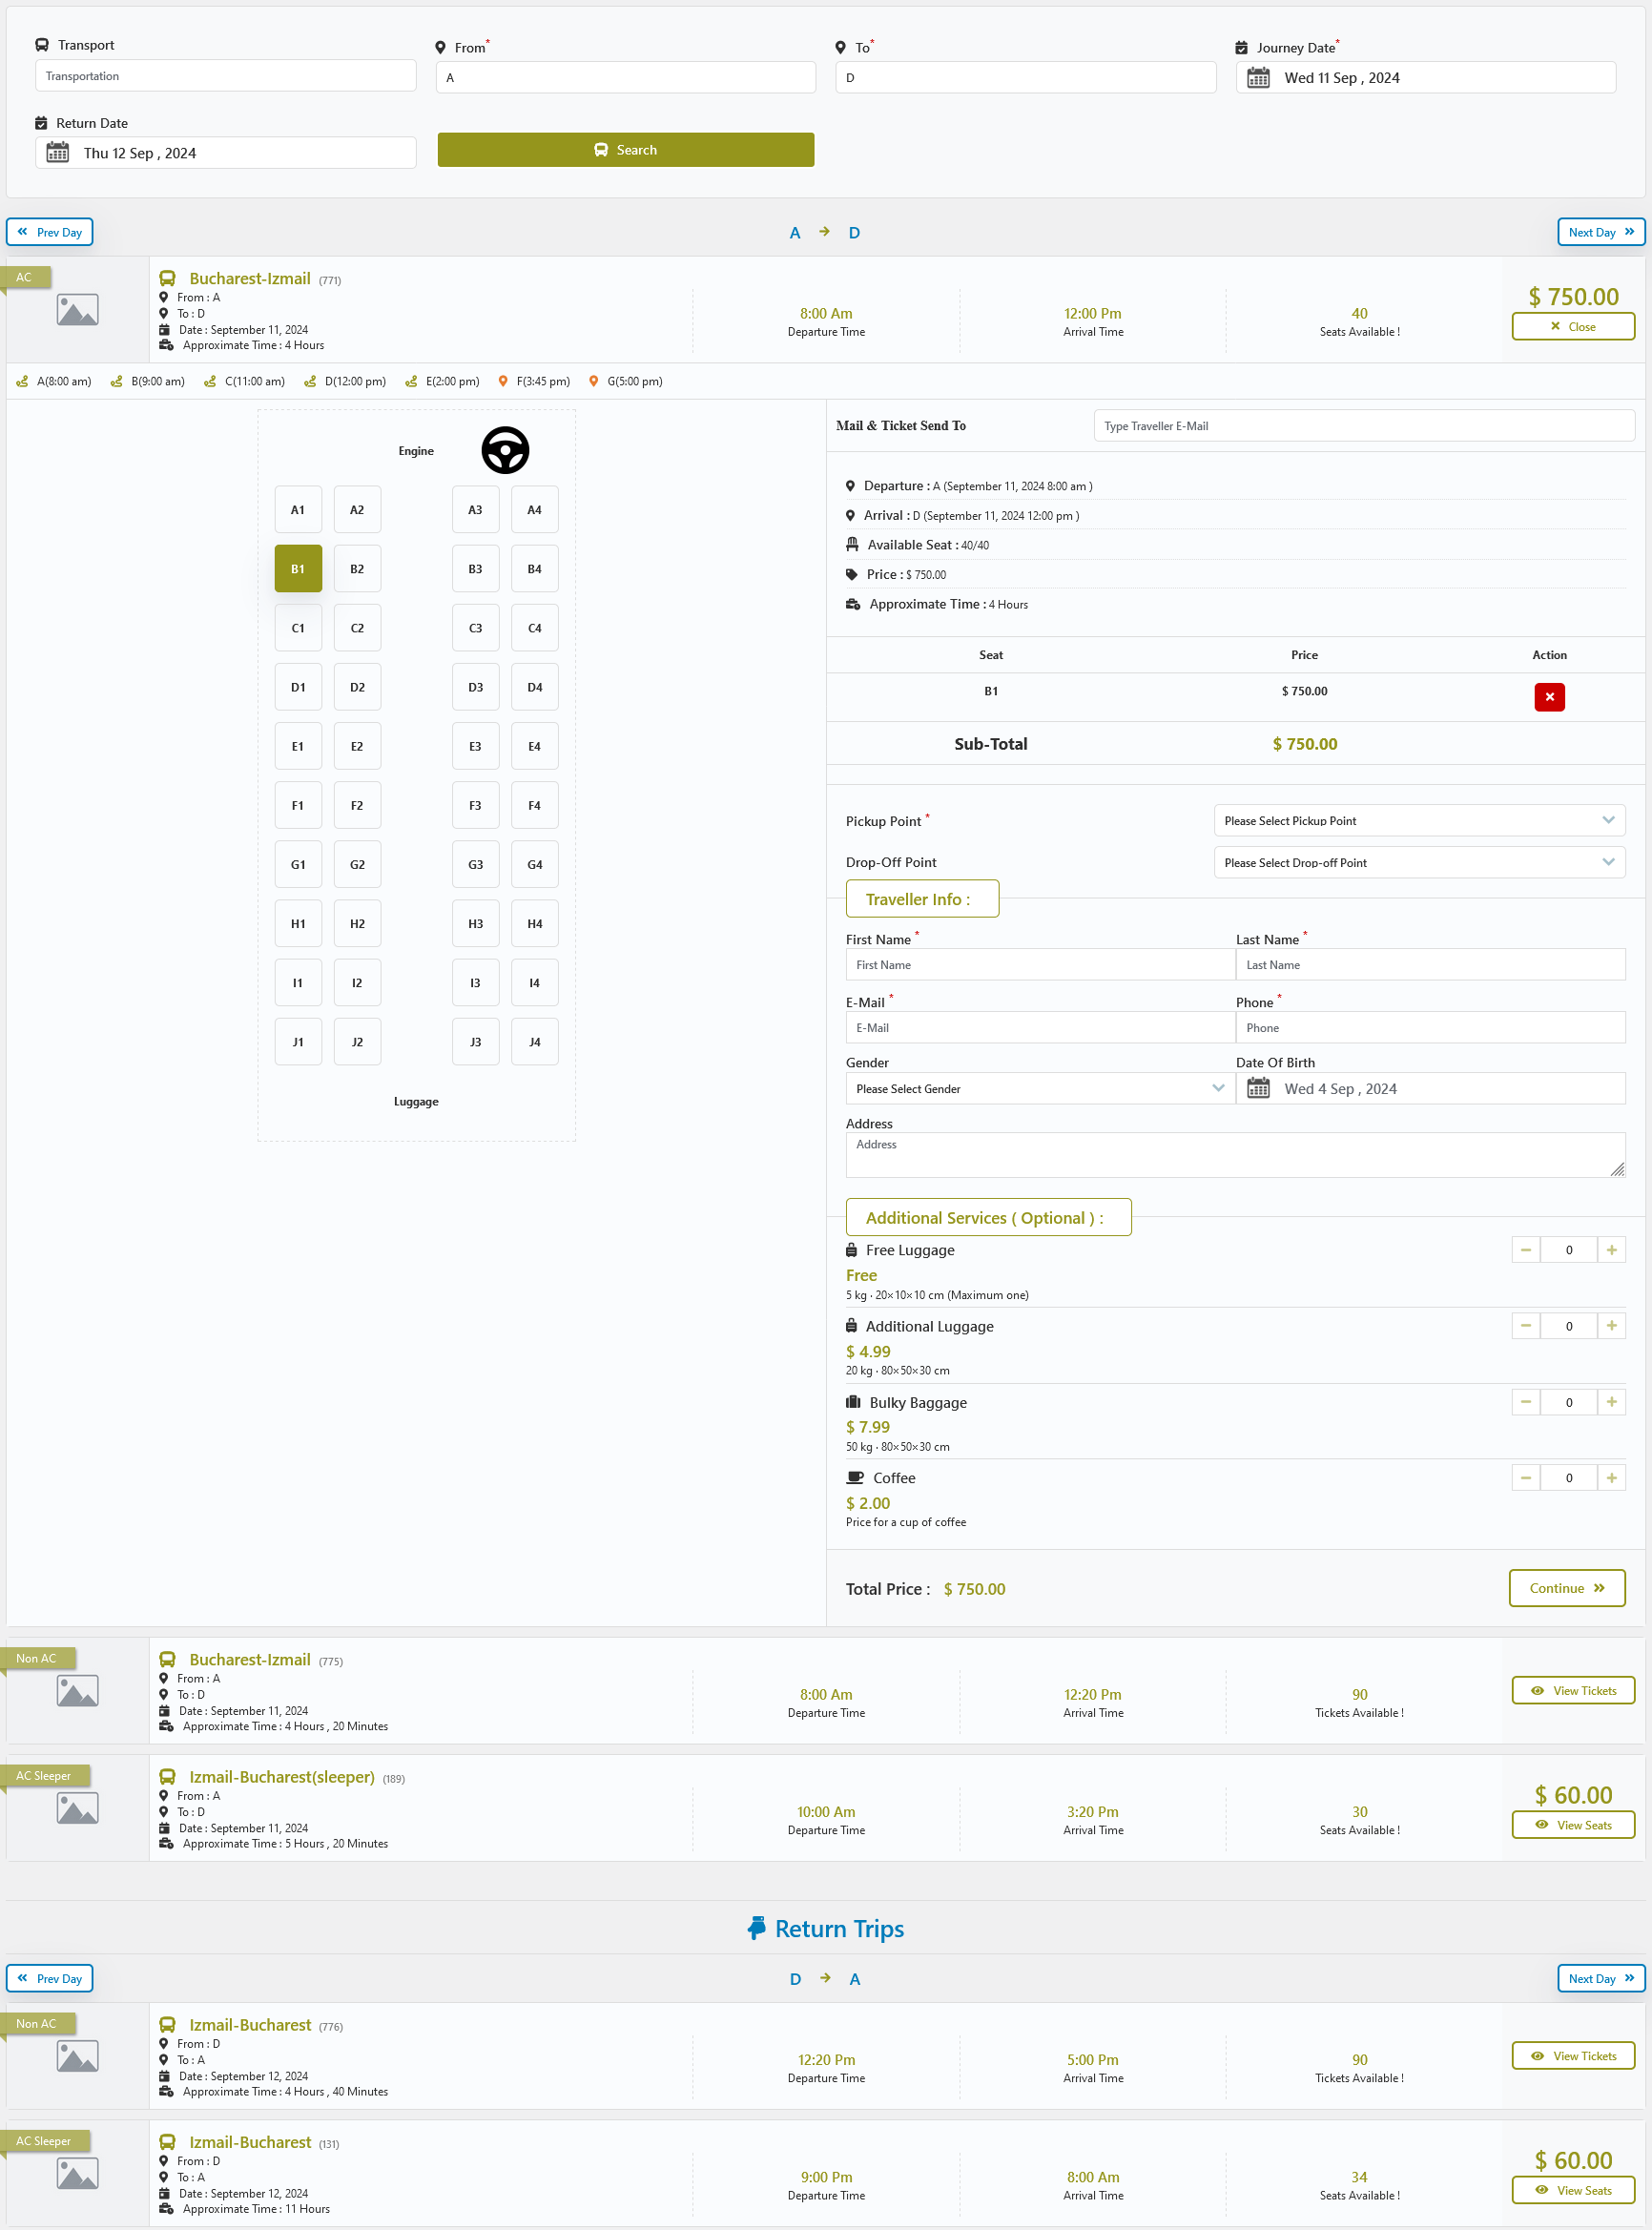 Transport
Transportation
From*
A
To*
D
Journey Date*
Wed 11 Sep , 2024
Return Date
Thu 12 Sep , 2024
Search
Prev Day
A → D
Next Day
AC
Bucharest-Izmail (771)
From : A
To : D
Date : September 11, 2024
Approximate Time : 4 Hours
8:00 Am
Departure Time
12:00 Pm
Arrival Time
40
Seats Available !
$ 750.00
Close
A(8:00 am) B(9:00 am) C(11:00 am) D(12:00 pm) E(2:00 pm) F(3:45 pm) G(5:00 pm)
Engine
A1 A2 A3 A4
B1 B2 B3 B4
C1 C2 C3 C4
D1 D2 D3 D4
E1 E2 E3 E4
F1 F2 F3 F4
G1 G2 G3 G4
H1 H2 H3 H4
I1 I2 I3 I4
J1 J2 J3 J4
Luggage
Mail & Ticket Send To
Type Traveller E-Mail
Departure : A (September 11, 2024 8:00 am )
Arrival : D (September 11, 2024 12:00 pm )
Available Seat : 40/40
Price : $ 750.00
Approximate Time : 4 Hours
Seat Price Action
B1 $ 750.00
Sub-Total $ 750.00
Pickup Point *
Please Select Pickup Point
Drop-Off Point
Please Select Drop-off Point
Traveller Info :
First Name *
First Name
Last Name *
Last Name
E-Mail *
E-Mail
Phone *
Phone
Gender
Please Select Gender
Date Of Birth
Wed 4 Sep , 2024
Address
Address
Additional Services ( Optional ) :
Free Luggage
0
Free
5 kg · 20×10×10 cm (Maximum one)
Additional Luggage
0
$ 4.99
20 kg · 80×50×30 cm
Bulky Baggage
0
$ 7.99
50 kg · 80×50×30 cm
Coffee
0
$ 2.00
Price for a cup of coffee
Total Price : $ 750.00
Continue
Non AC
Bucharest-Izmail (775)
From : A
To : D
Date : September 11, 2024
Approximate Time : 4 Hours , 20 Minutes
8:00 Am
Departure Time
12:20 Pm
Arrival Time
90
Tickets Available !
View Tickets
AC Sleeper
Izmail-Bucharest(sleeper) (189)
From : A
To : D
Date : September 11, 2024
Approximate Time : 5 Hours , 20 Minutes
10:00 Am
Departure Time
3:20 Pm
Arrival Time
30
Seats Available !
$ 60.00
View Seats
Return Trips
Prev Day
D → A
Next Day
Non AC
Izmail-Bucharest (776)
From : D
To : A
Date : September 12, 2024
Approximate Time : 4 Hours , 40 Minutes
12:20 Pm
Departure Time
5:00 Pm
Arrival Time
90
Tickets Available !
View Tickets
AC Sleeper
Izmail-Bucharest (131)
From : D
To : A
Date : September 12, 2024
Approximate Time : 11 Hours
9:00 Pm
Departure Time
8:00 Am
Arrival Time
34
Seats Available !
$ 60.00
View Seats